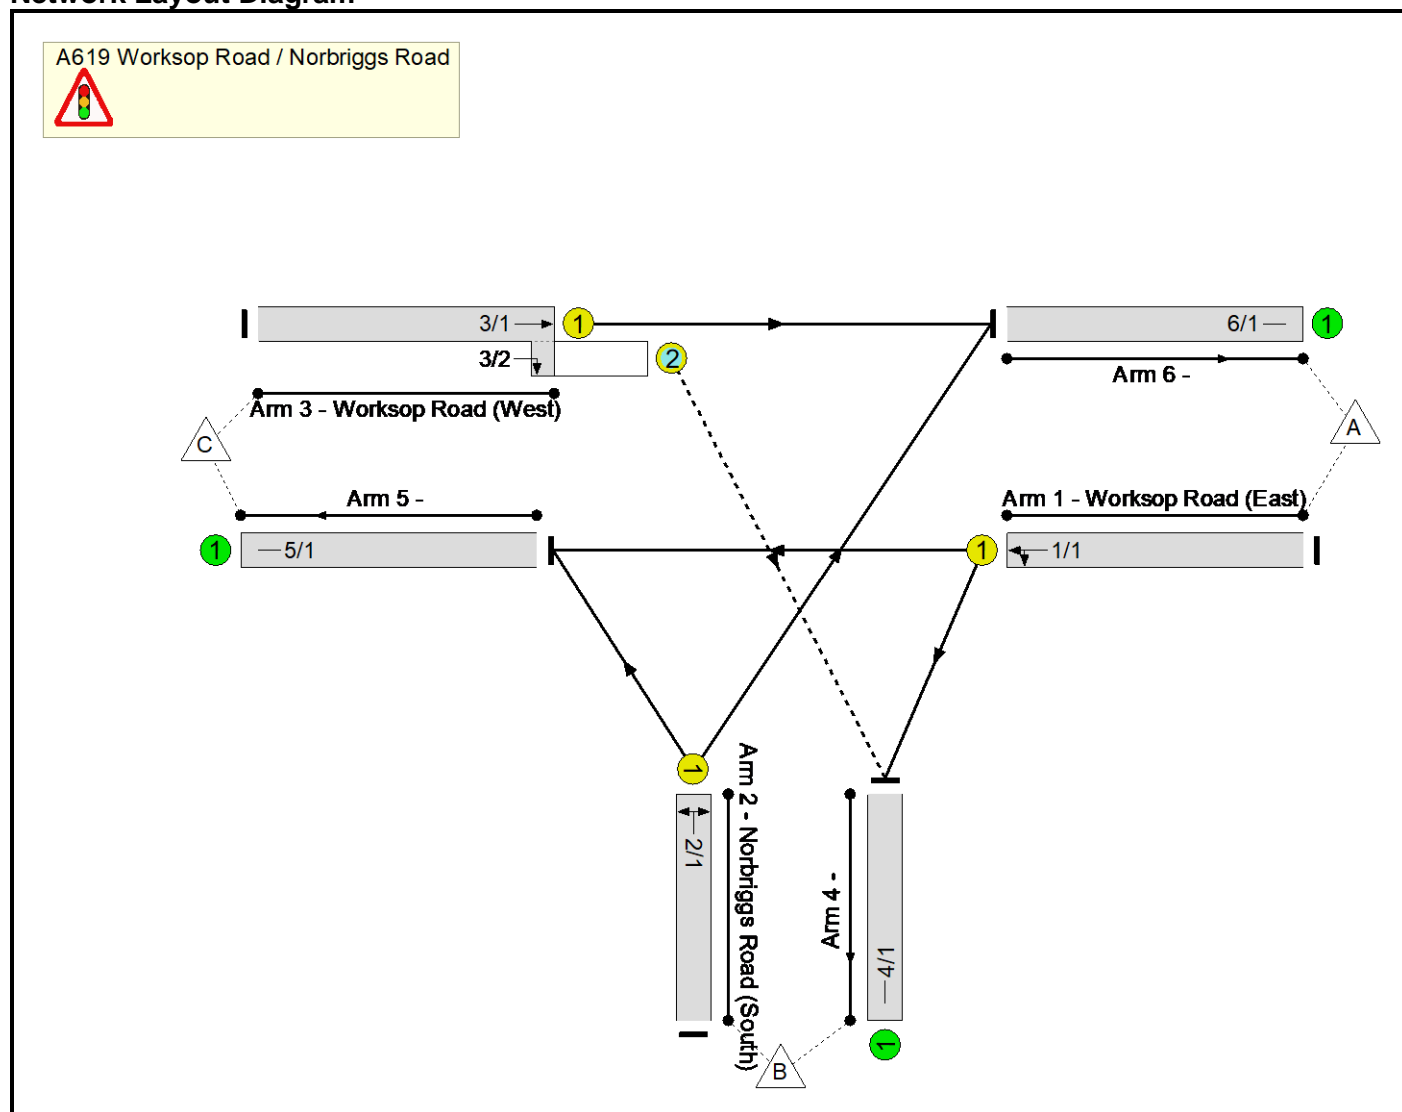 Network Layout Diagram
A619 Worksop Road / Norbriggs Road
3/1
1
6/1
1
3/2
2
Arm 6 -
Arm 3 - Worksop Road (West)
C
A
Arm 5 -
Arm 1 - Worksop Road (East)
1
5/1
1
1/1
1
Arm 2 - Norbriggs Road (South)
2/1
Arm 4 -
4/1
1
B